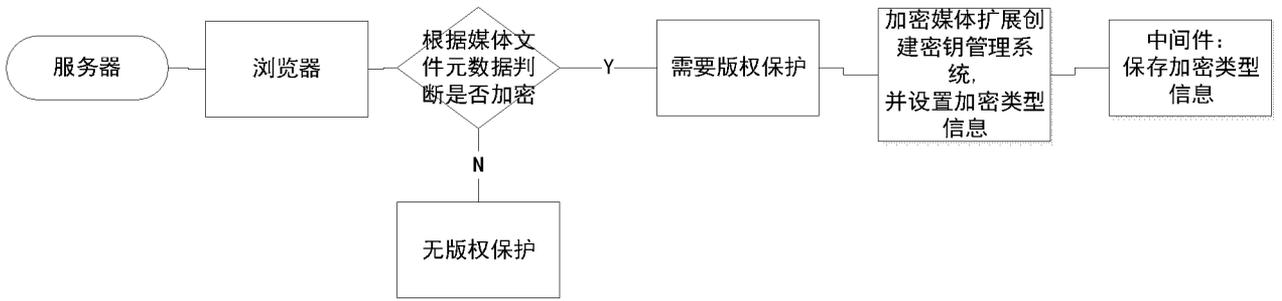 服务器
浏览器
根据媒体文
件元数据判
断是否加密
Y
需要版权保护
加密媒体扩展创
建密钥管理系
统,
并设置加密类型
信息
中间件：
保存加密类型
信息
N
无版权保护